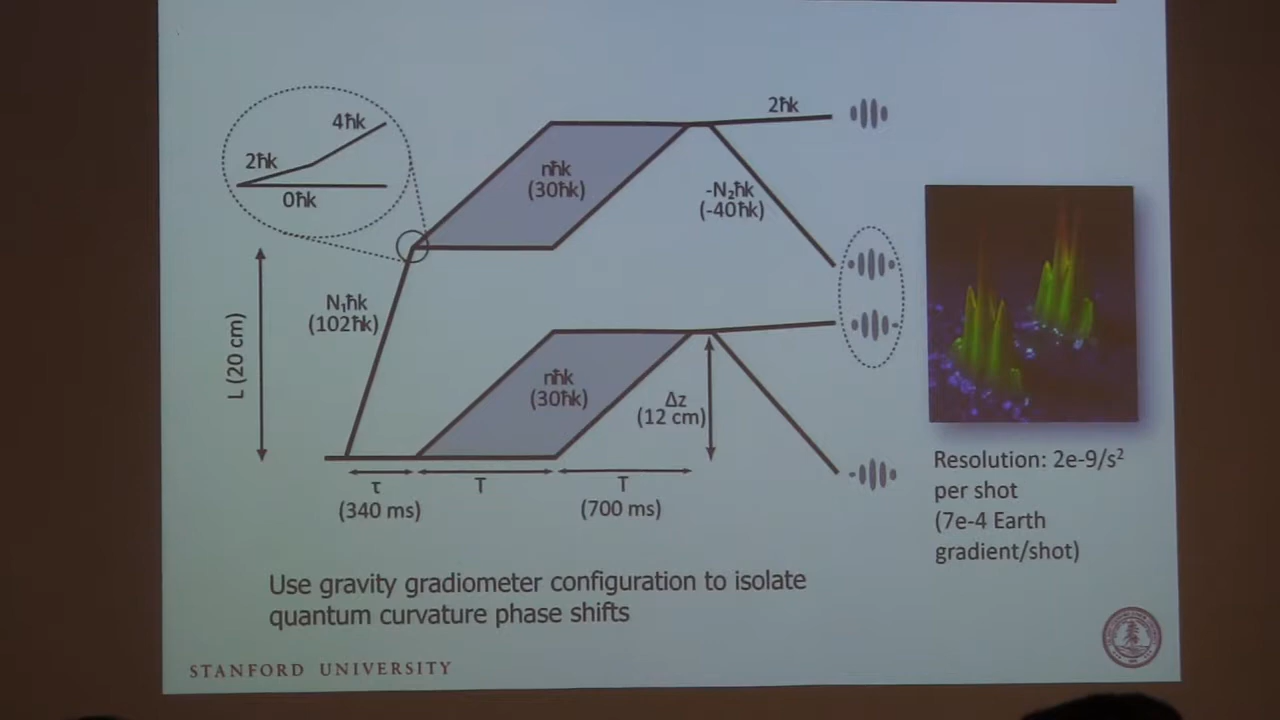 4ħk
2ħk
0ħk
2ħk
nħk
(30ħk)
-N₂ħk
(-40ħk)
N₁ħk
(102ħk)
L (20 cm)
nħk
(30ħk)
Δz
(12 cm)
τ
(340 ms)
T
T
(700 ms)
Resolution: 2e-9/s²
per shot
(7e-4 Earth
gradient/shot)
Use gravity gradiometer configuration to isolate
quantum curvature phase shifts
STANFORD UNIVERSITY